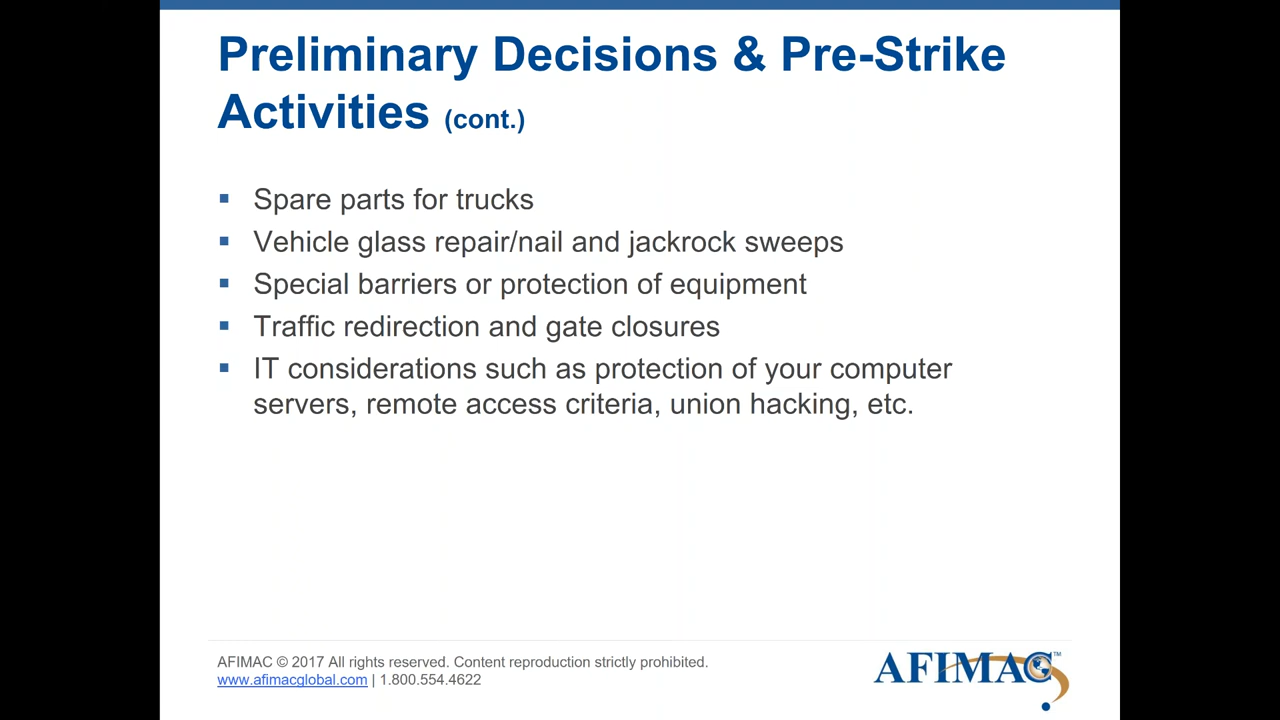 Preliminary Decisions & Pre-Strike
Activities (cont.)
▪ Spare parts for trucks
▪ Vehicle glass repair/nail and jackrock sweeps
▪ Special barriers or protection of equipment
▪ Traffic redirection and gate closures
▪ IT considerations such as protection of your computer
servers, remote access criteria, union hacking, etc.
AFIMAC © 2017 All rights reserved. Content reproduction strictly prohibited.
www.afimacglobal.com | 1.800.554.4622
AFIMAC™